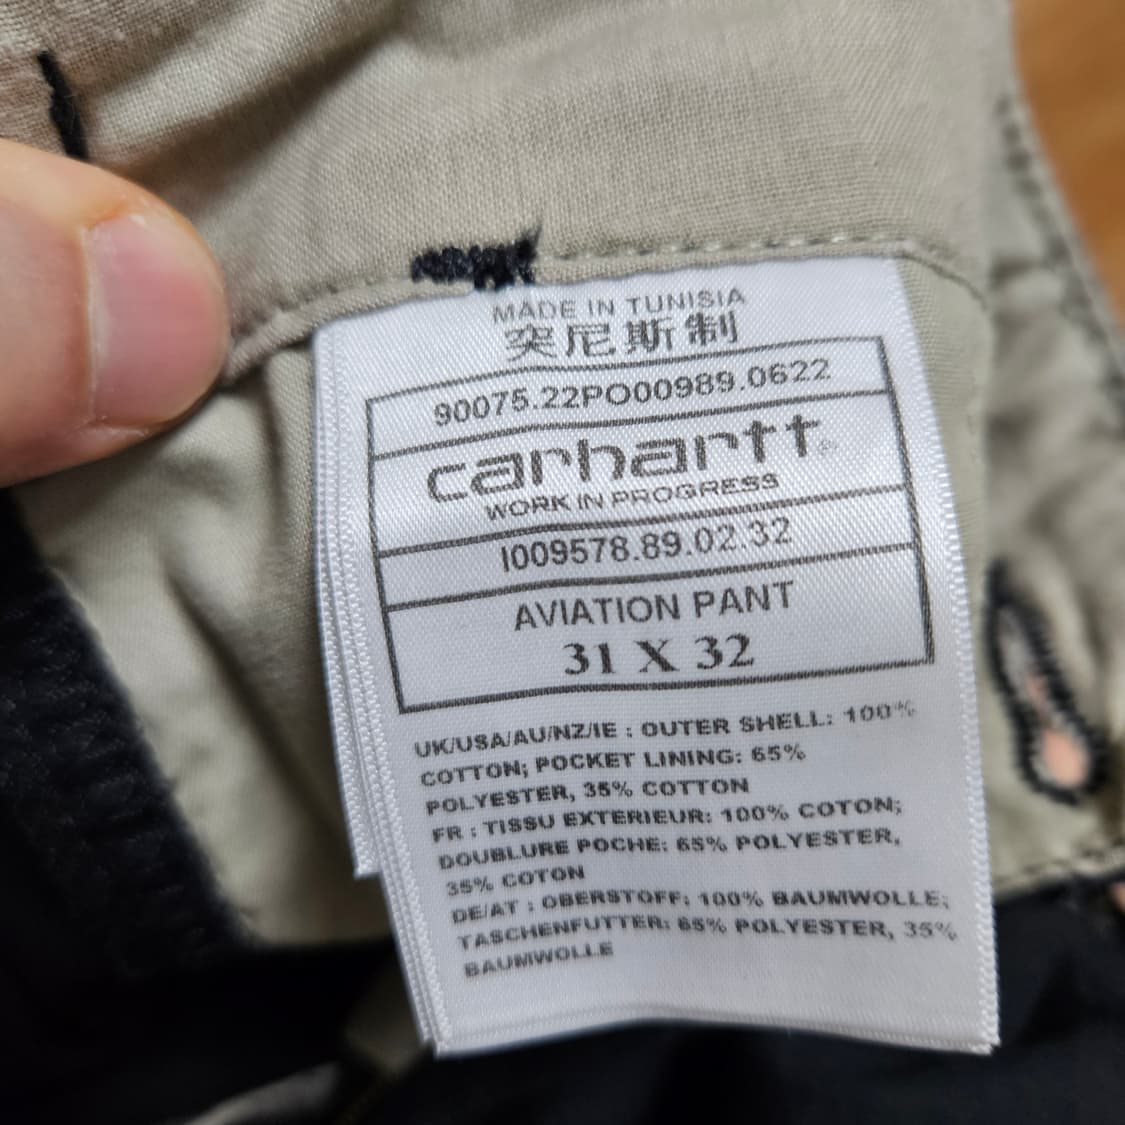 MADE IN TUNISIA
突尼斯制
90075.22PO00989.0622
carhartt
WORK IN PROGRESS
I009578.89.02.32
AVIATION PANT
31 X 32
UK/USA/AU/NZ/IE : OUTER SHELL: 100%
COTTON; POCKET LINING: 65%
POLYESTER, 35% COTTON
FR : TISSU EXTERIEUR: 100% COTON;
DOUBLURE POCHE: 65% POLYESTER,
35% COTON
DE/AT : OBERSTOFF: 100% BAUMWOLLE;
TASCHENFUTTER: 65% POLYESTER, 35%
BAUMWOLLE